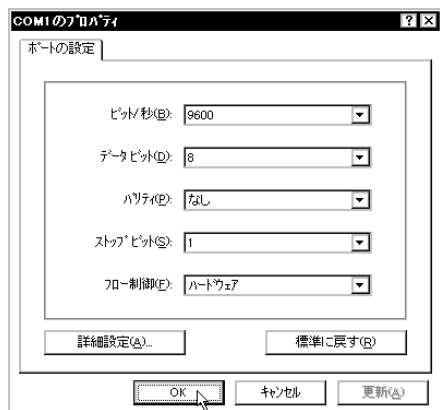 COM1のﾌﾟﾛﾊﾟﾃｨ
ﾎﾟｰﾄの設定
ﾋﾞｯﾄ/秒(B): 9600
ﾃﾞｰﾀ ﾋﾞｯﾄ(D): 8
ﾊﾟﾘﾃｨ(P): なし
ｽﾄｯﾌﾟ ﾋﾞｯﾄ(S): 1
ﾌﾛｰ制御(F): ﾊｰﾄﾞｳｪｱ
詳細設定(A)... 標準に戻す(R)
OK ｷｬﾝｾﾙ 更新(A)